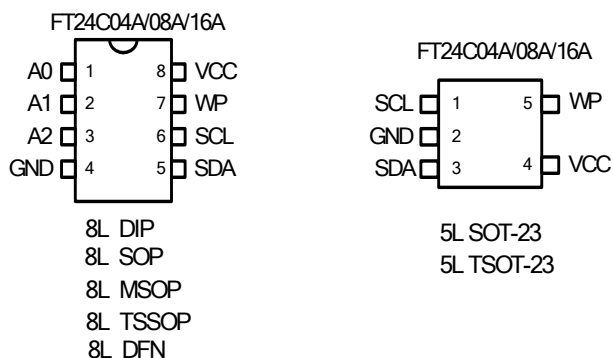 FT24C04A/08A/16A
A0 1 8 VCC
A1 2 7 WP
A2 3 6 SCL
GND 4 5 SDA
8L DIP
8L SOP
8L MSOP
8L TSSOP
8L DFN
FT24C04A/08A/16A
SCL 1 5 WP
GND 2
SDA 3 4 VCC
5L SOT-23
5L TSOT-23